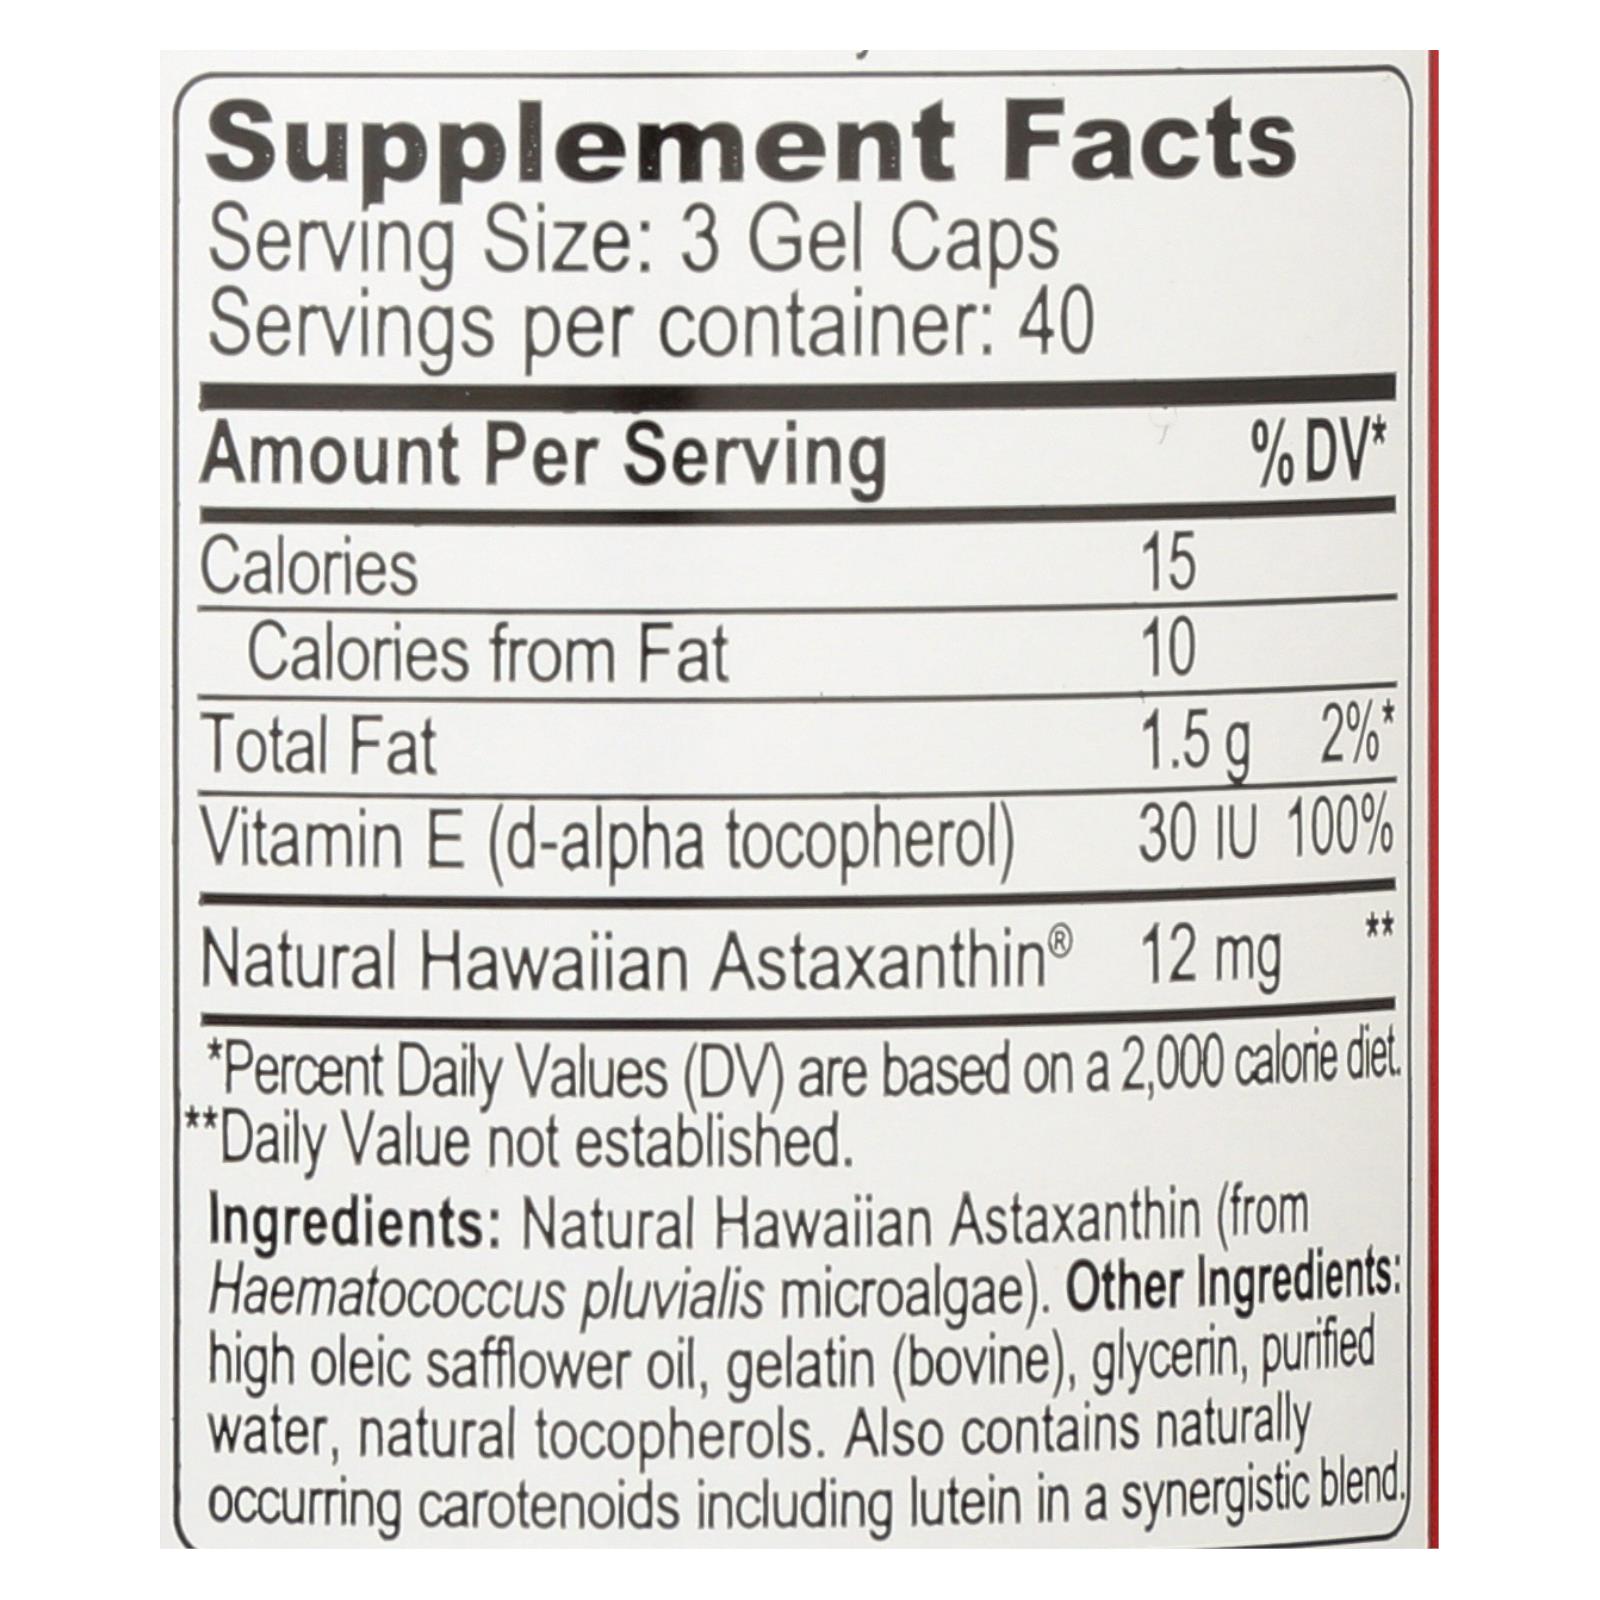 Supplement Facts
Serving Size: 3 Gel Caps
Servings per container: 40
Amount Per Serving %DV*
Calories 15
Calories from Fat 10
Total Fat 1.5 g 2%*
Vitamin E (d-alpha tocopherol) 30 IU 100%
Natural Hawaiian Astaxanthin® 12 mg **
*Percent Daily Values (DV) are based on a 2,000 calorie diet.
**Daily Value not established.
Ingredients: Natural Hawaiian Astaxanthin (from
Haematococcus pluvialis microalgae). Other Ingredients:
high oleic safflower oil, gelatin (bovine), glycerin, purified
water, natural tocopherols. Also contains naturally
occurring carotenoids including lutein in a synergistic blend.